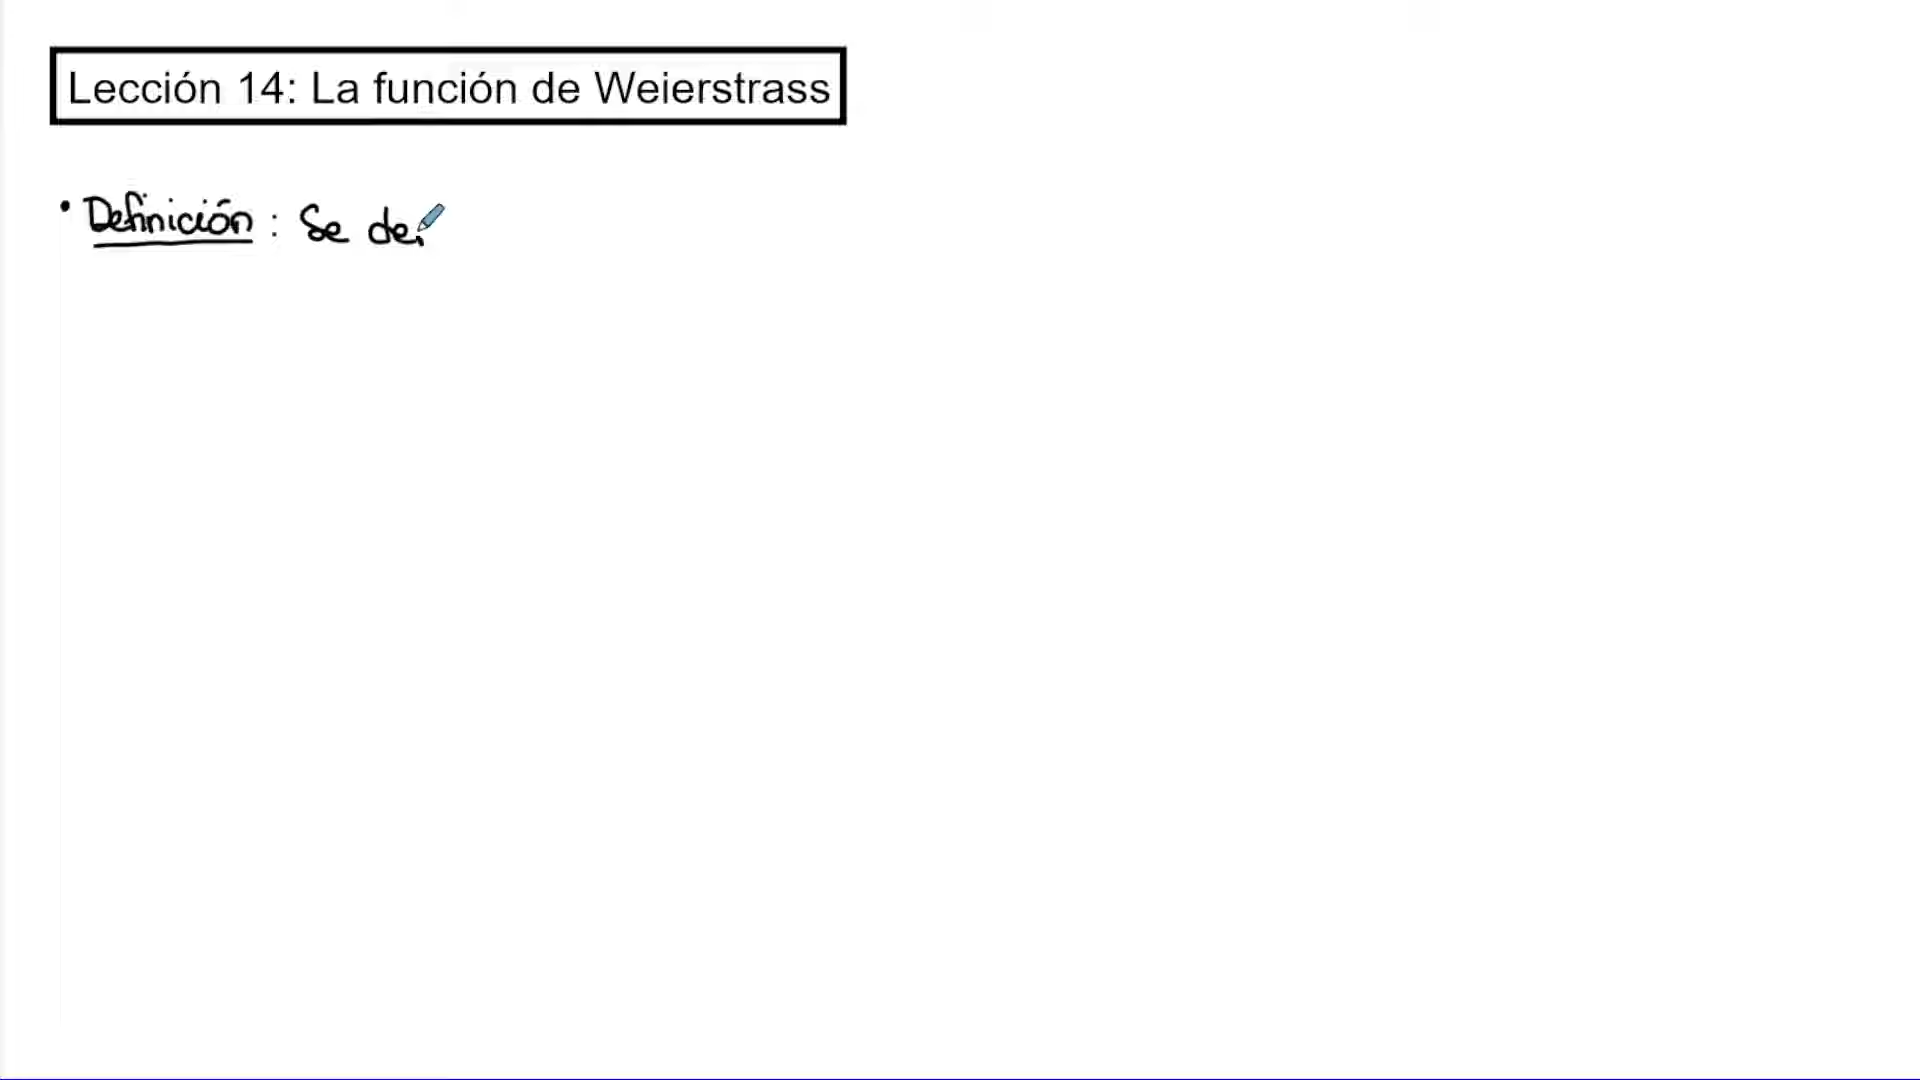 Lección 14: La función de Weierstrass
• Definición : Se de